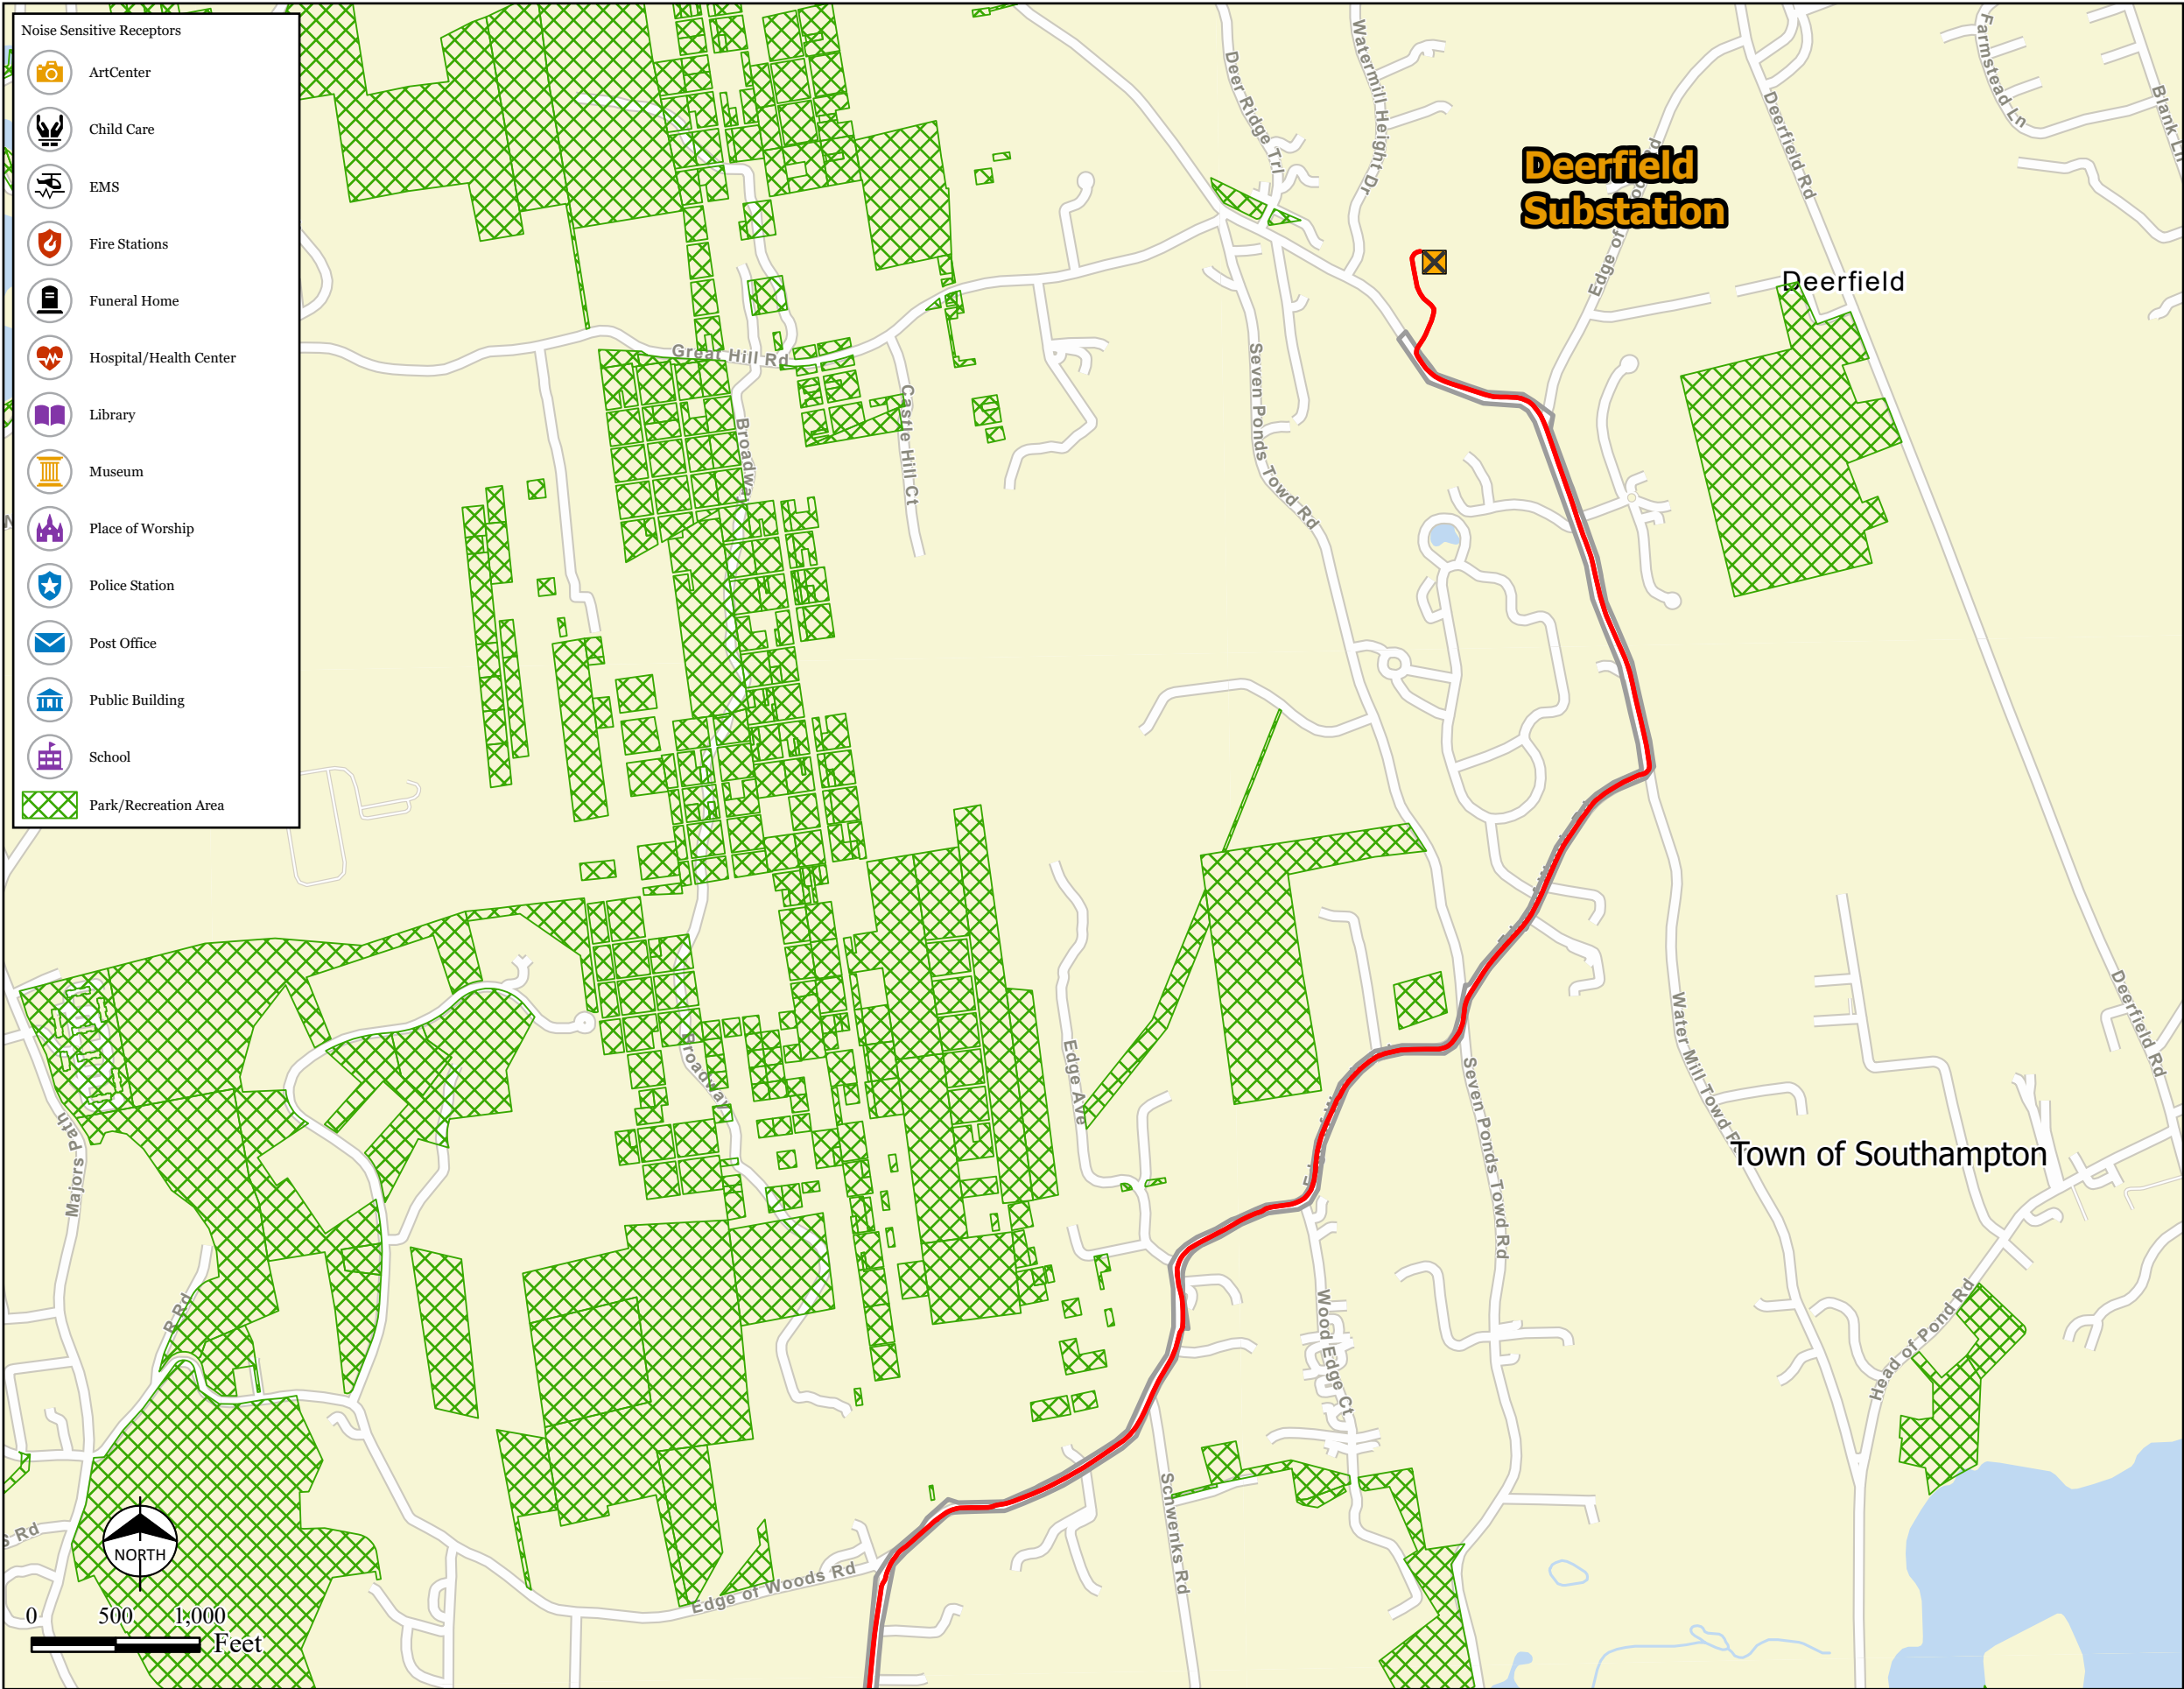 Noise Sensitive Receptors
ArtCenter
Child Care
EMS
Fire Stations
Funeral Home
Hospital/Health Center
Library
Museum
Place of Worship
Police Station
Post Office
Public Building
School
Park/Recreation Area
Deer Ridge Trl
Watermill Height Dr
Deerfield Rd
Farmstead Ln
Blank Ln
Deerfield
Substation
Edge of
Deerfield
Great Hill Rd
Castle Hill Ct
Broadway
Seven Ponds Towd Rd
Edge Ave
Broadway
Majors Path
R Rd
Water Mill Towd
Deerfield Rd
Seven Ponds Towd Rd
Town of Southampton
Wood Edge Ct
Head of Pond Rd
Schwenks Rd
Edge of Woods Rd
s Rd
NORTH
0 500 1,000
Feet